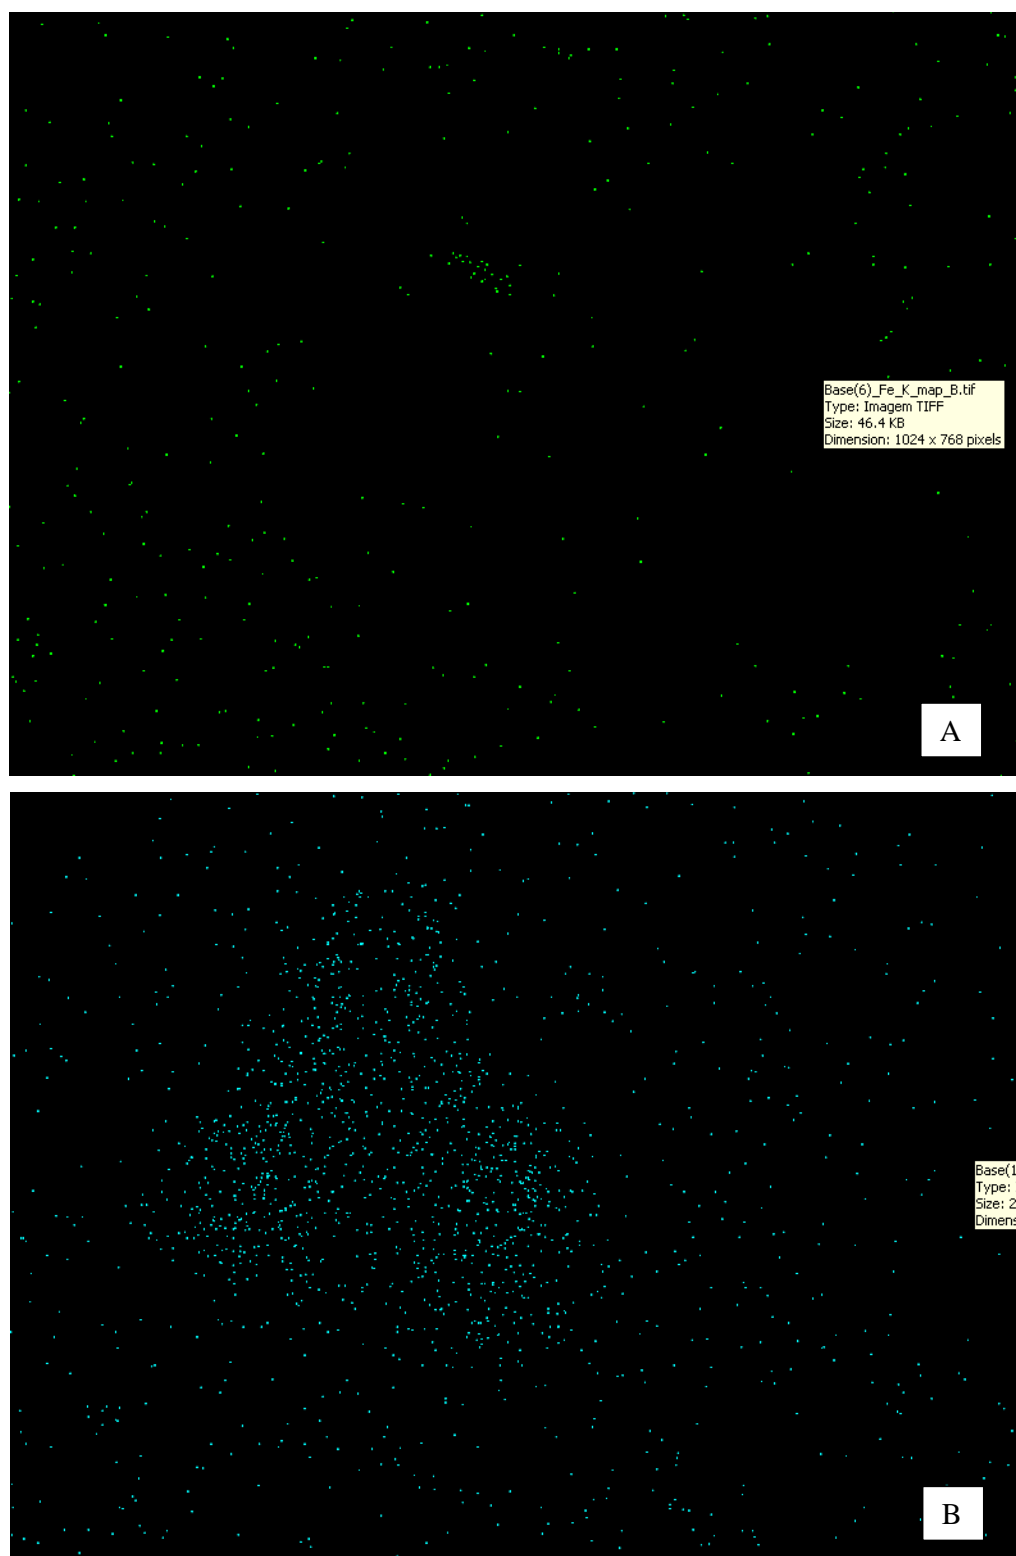 Base(6)_Fe_K_map_B.tif
Type: Imagem TIFF
Size: 46.4 KB
Dimension: 1024 x 768 pixels
A
Base(1
Type:
Size: 2
Dimens
B